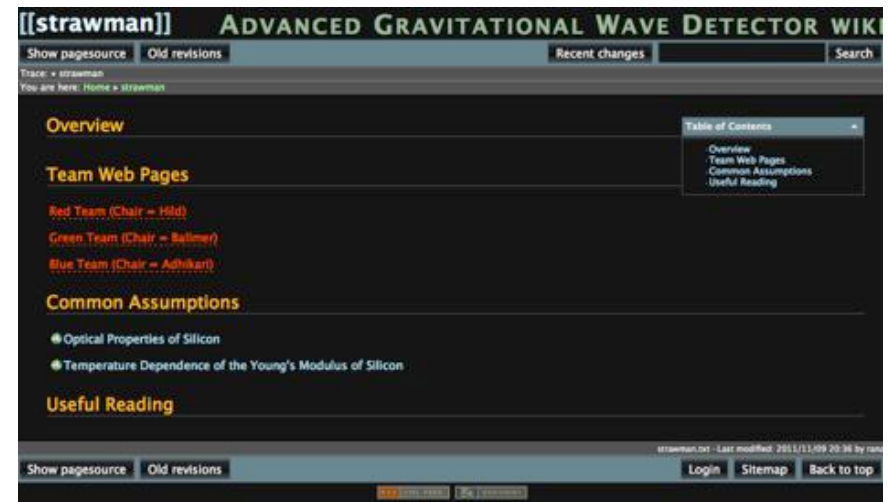 [[strawman]] ADVANCED GRAVITATIONAL WAVE DETECTOR WIKI
Show pagesource Old revisions Recent changes Search
Trace: » strawman
You are here: Home » strawman
Overview
Table of Contents
Overview
Team Web Pages
Common Assumptions
Useful Reading
Team Web Pages
Red Team (Chair = Hild)
Green Team (Chair = Ballmer)
Blue Team (Chair = Adhikari)
Common Assumptions
Optical Properties of Silicon
Temperature Dependence of the Young's Modulus of Silicon
Useful Reading
strawman.txt · Last modified: 2011/11/09 20:36 by rana
Show pagesource Old revisions Login Sitemap Back to top